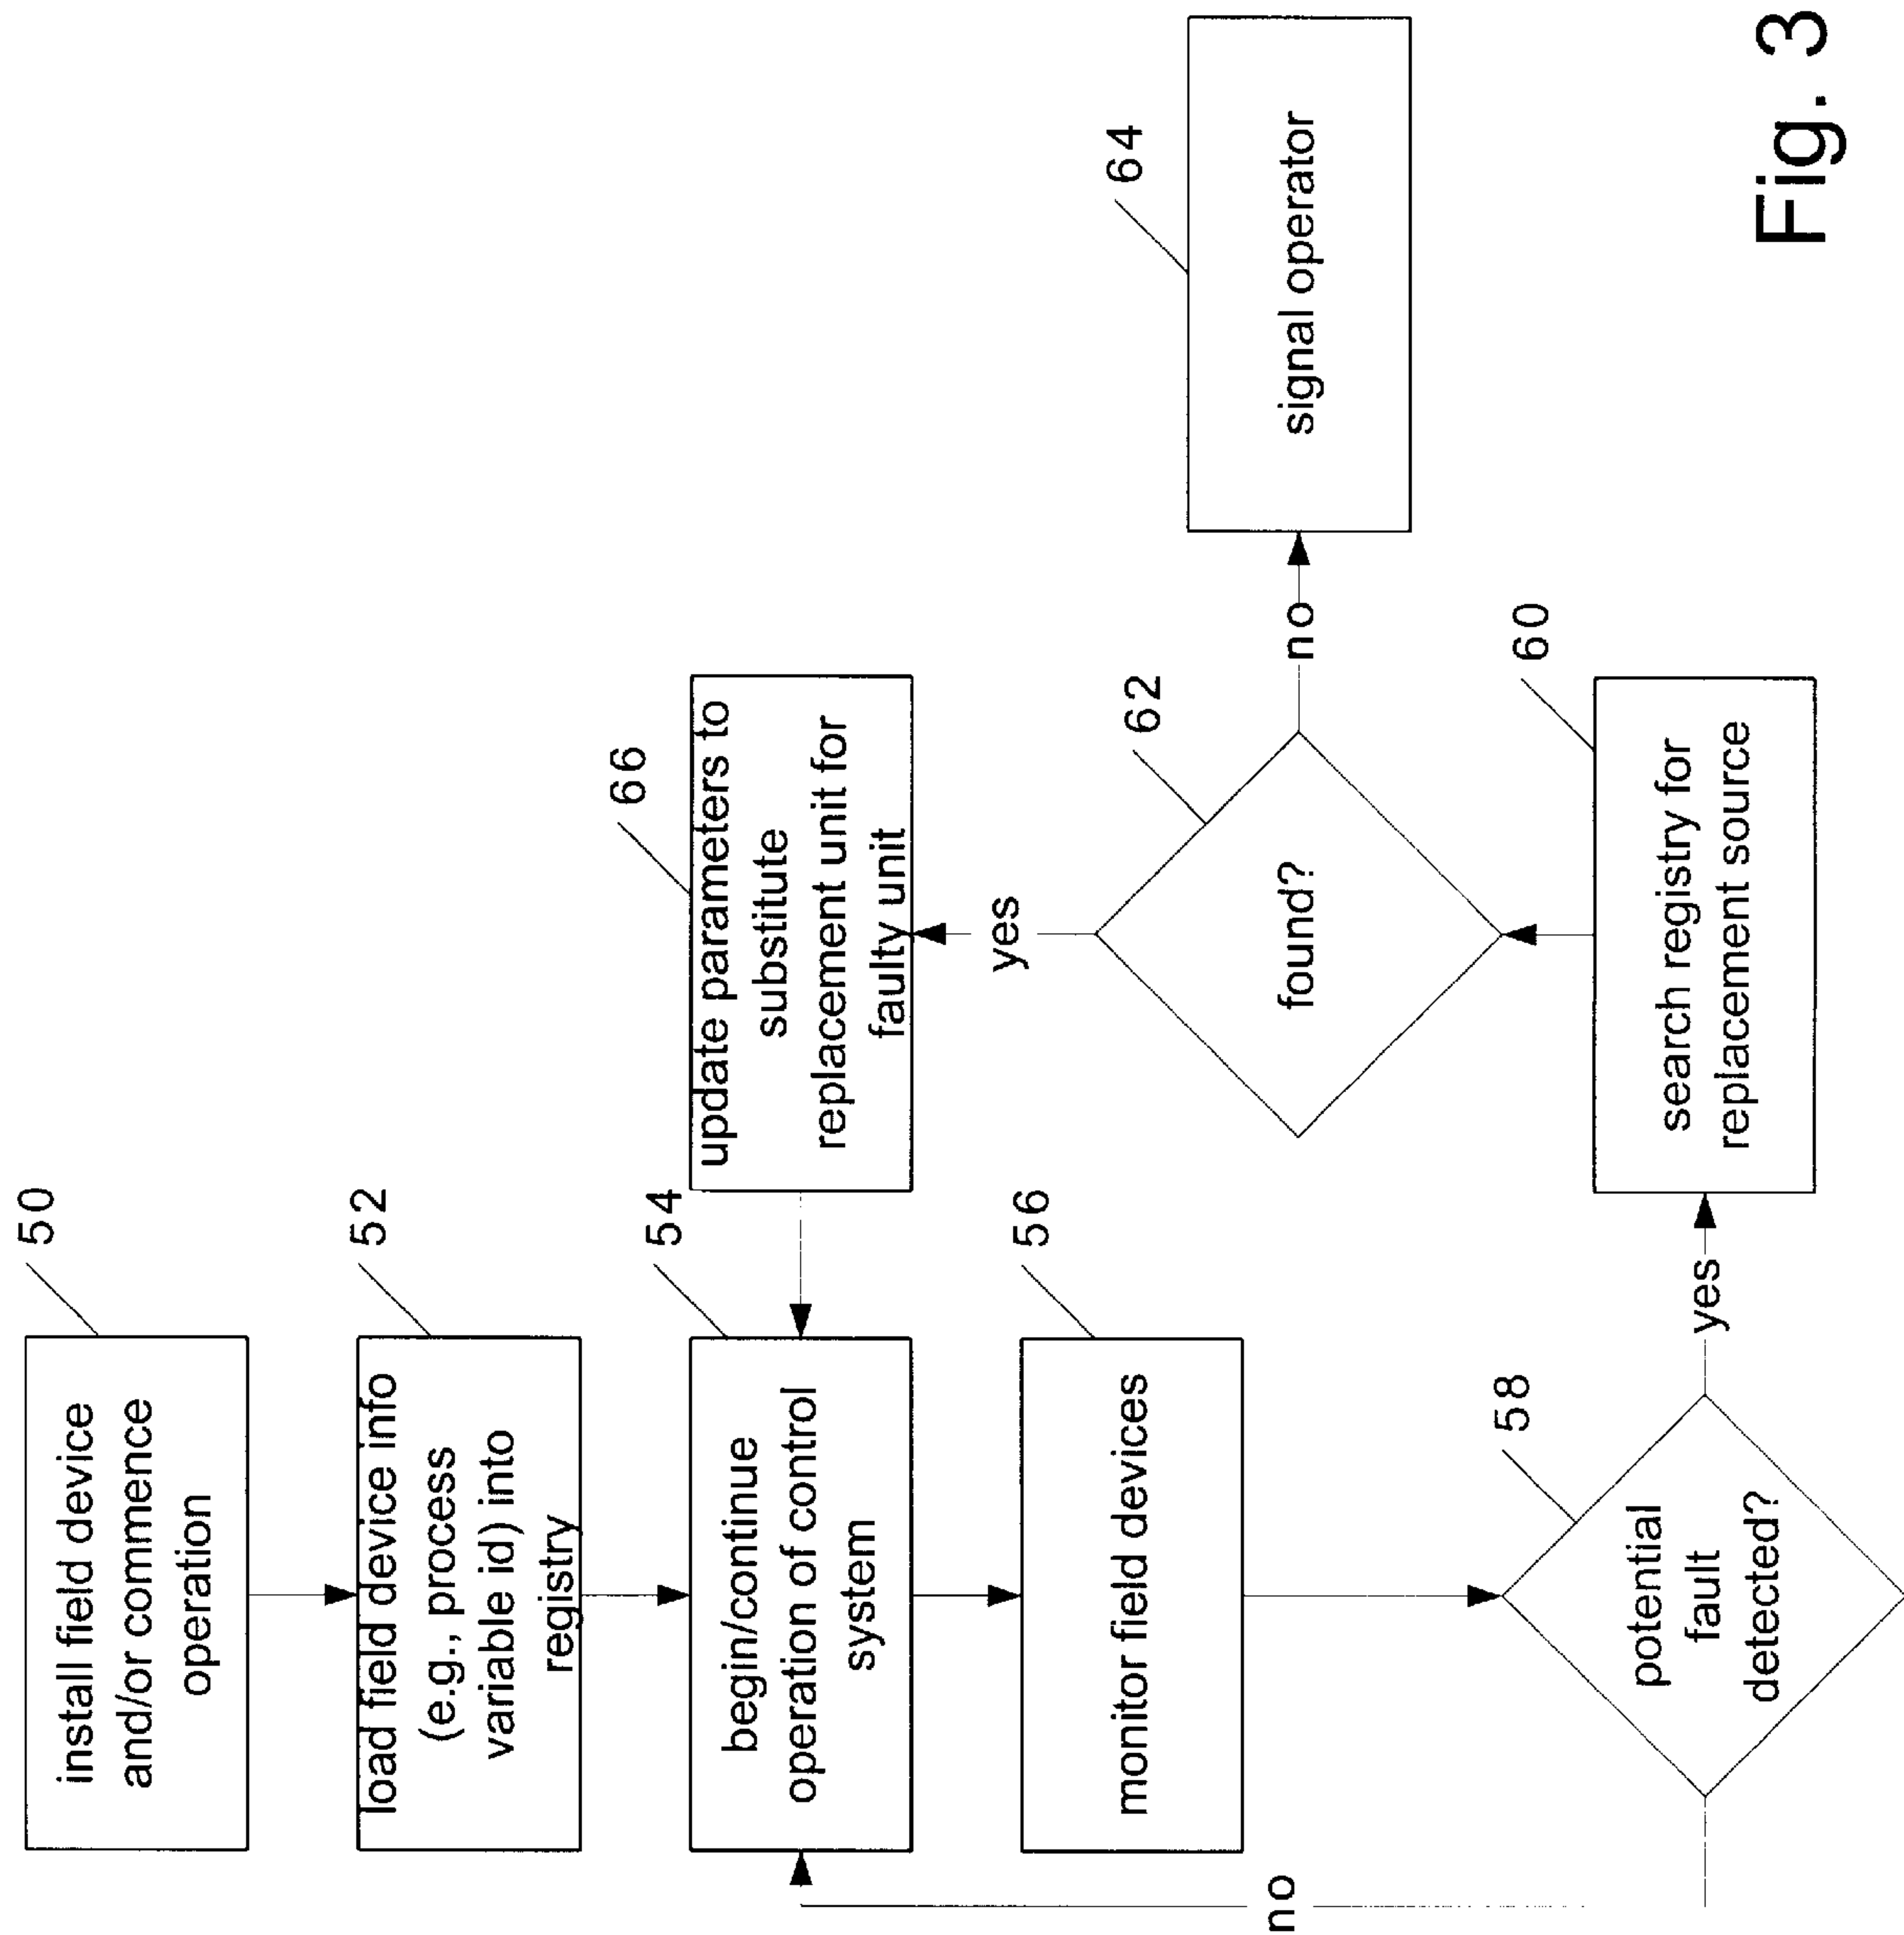 50
install field device
and/or commence
operation
52
load field device info
(e.g., process
variable id) into
registry
54
begin/continue
operation of control
system
56
monitor field devices
58
potential
fault
detected?
no
yes
60
search registry for
replacement source
62
found?
no
yes
64
signal operator
66
update parameters to
substitute
replacement unit for
faulty unit
Fig. 3